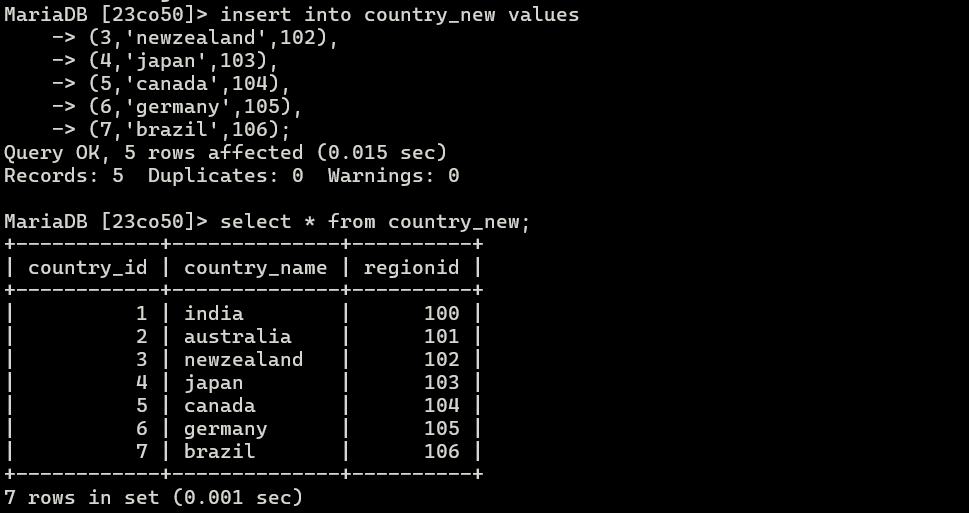 MariaDB [23co50]> insert into country_new values
    -> (3,'newzealand',102),
    -> (4,'japan',103),
    -> (5,'canada',104),
    -> (6,'germany',105),
    -> (7,'brazil',106);
Query OK, 5 rows affected (0.015 sec)
Records: 5  Duplicates: 0  Warnings: 0

MariaDB [23co50]> select * from country_new;
+------------+--------------+----------+
| country_id | country_name | regionid |
+------------+--------------+----------+
|          1 | india        |      100 |
|          2 | australia    |      101 |
|          3 | newzealand   |      102 |
|          4 | japan        |      103 |
|          5 | canada       |      104 |
|          6 | germany      |      105 |
|          7 | brazil       |      106 |
+------------+--------------+----------+
7 rows in set (0.001 sec)